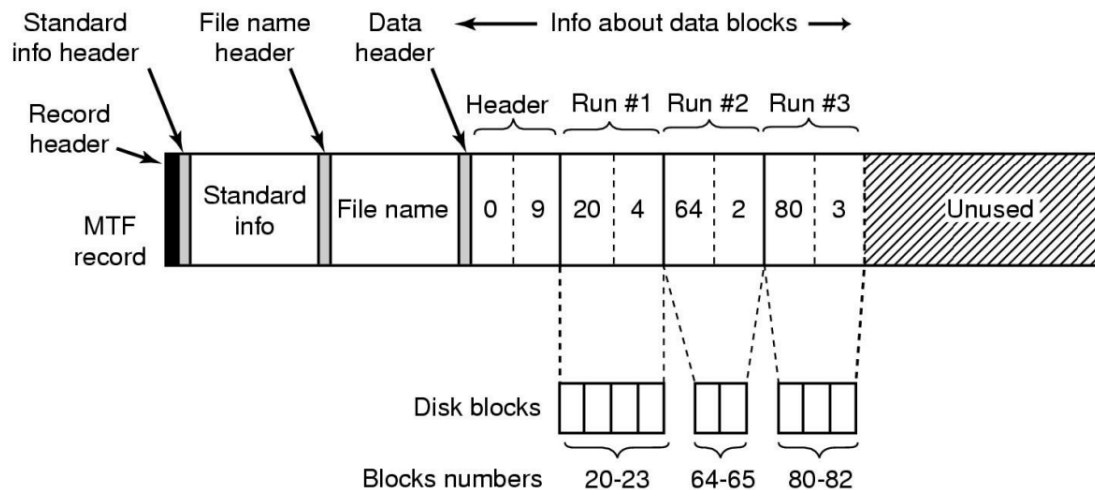 Standard
info header
File name
header
Data
header
Info about data blocks
Record
header
Header
Run #1
Run #2
Run #3
MTF
record
Standard
info
File name
0
9
20
4
64
2
80
3
Unused
Disk blocks
Blocks numbers
20-23
64-65
80-82